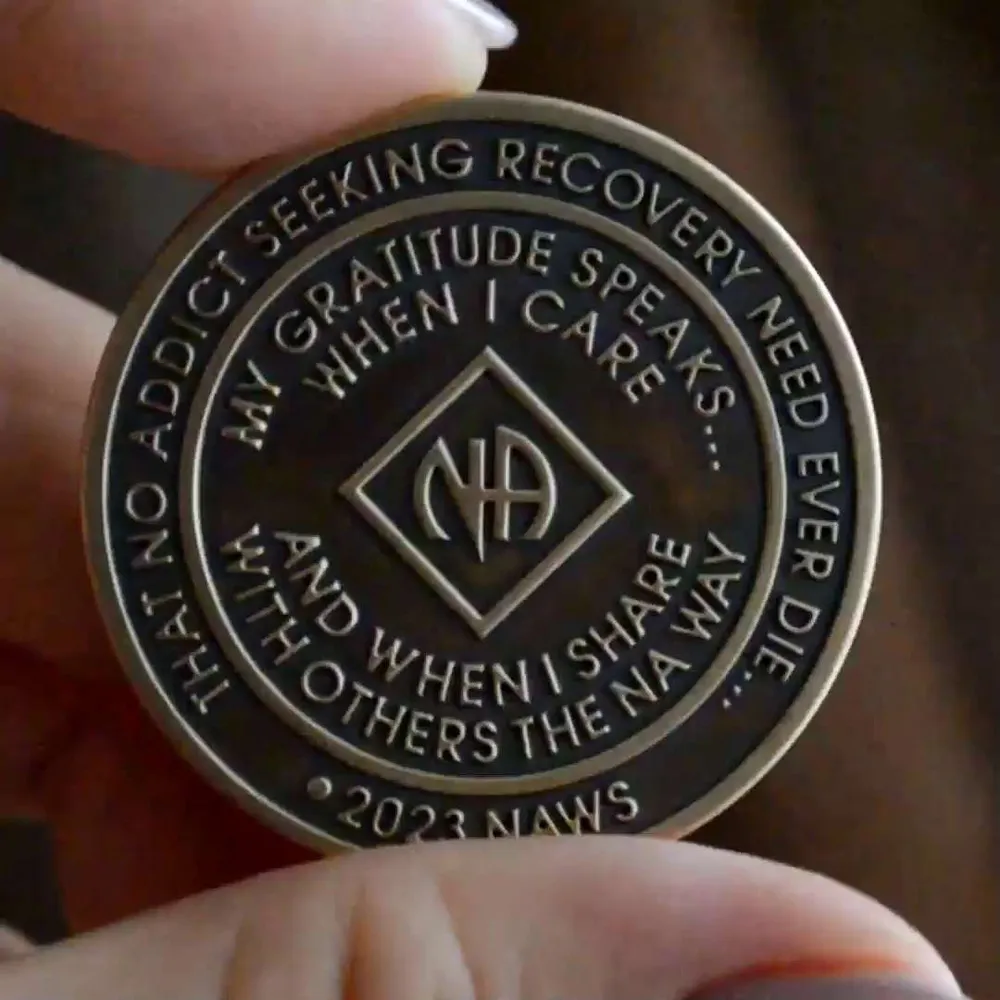 THAT NO ADDICT SEEKING RECOVERY NEED EVER DIE....
MY GRATITUDE SPEAKS...
WHEN I CARE
NA
AND WHEN I SHARE
WITH OTHERS THE NA WAY
• 2023 NAWS